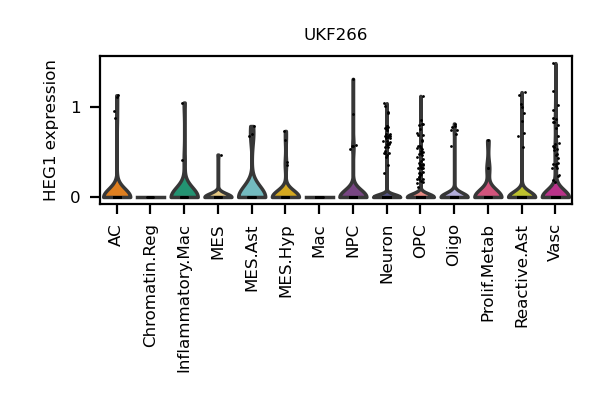 UKF266
HEG1 expression
1
0
AC
Chromatin.Reg
Inflammatory.Mac
MES
MES.Ast
MES.Hyp
Mac
NPC
Neuron
OPC
Oligo
Prolif.Metab
Reactive.Ast
Vasc